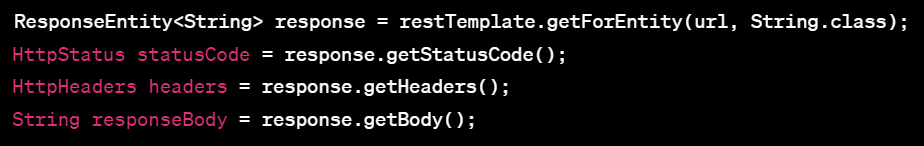 ResponseEntity<String> response = restTemplate.getForEntity(url, String.class);
HttpStatus statusCode = response.getStatusCode();
HttpHeaders headers = response.getHeaders();
String responseBody = response.getBody();